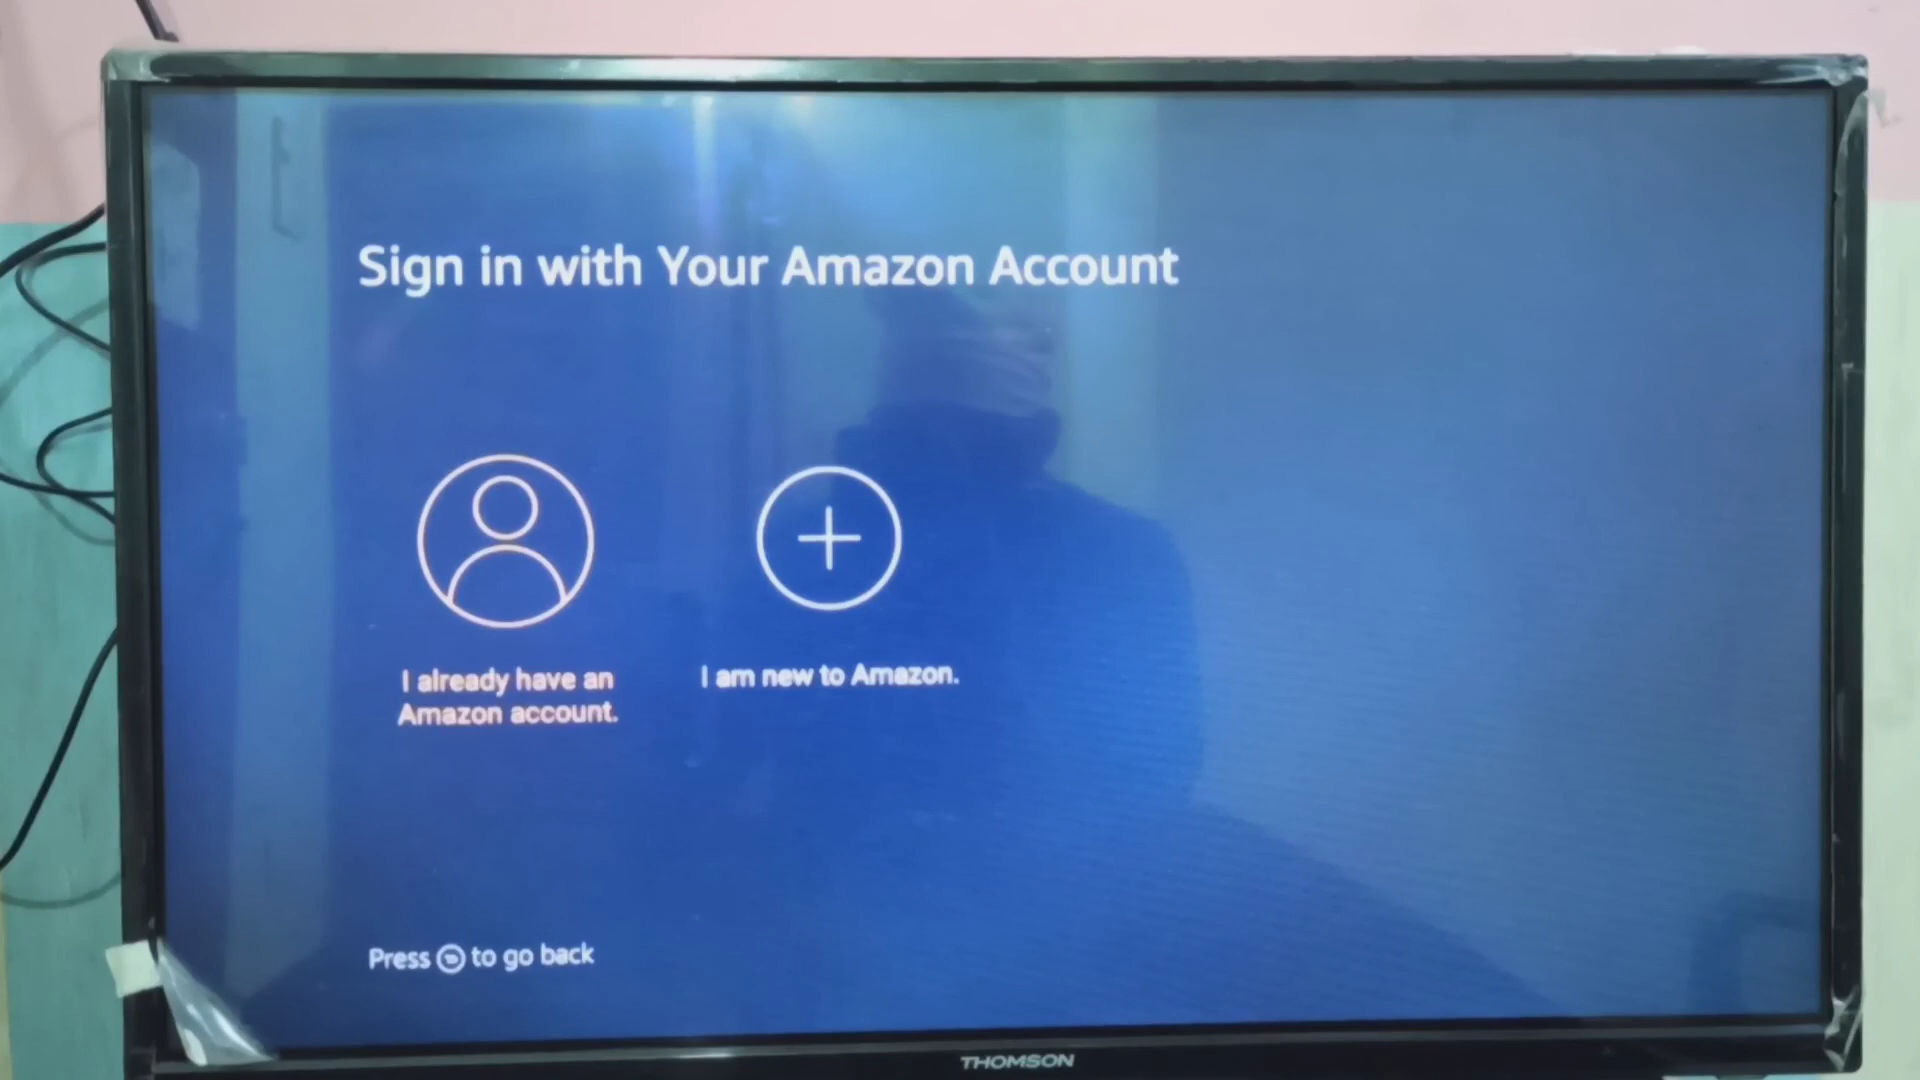 Sign in with Your Amazon Account
I already have an
Amazon account.
I am new to Amazon.
Press to go back
THOMSON